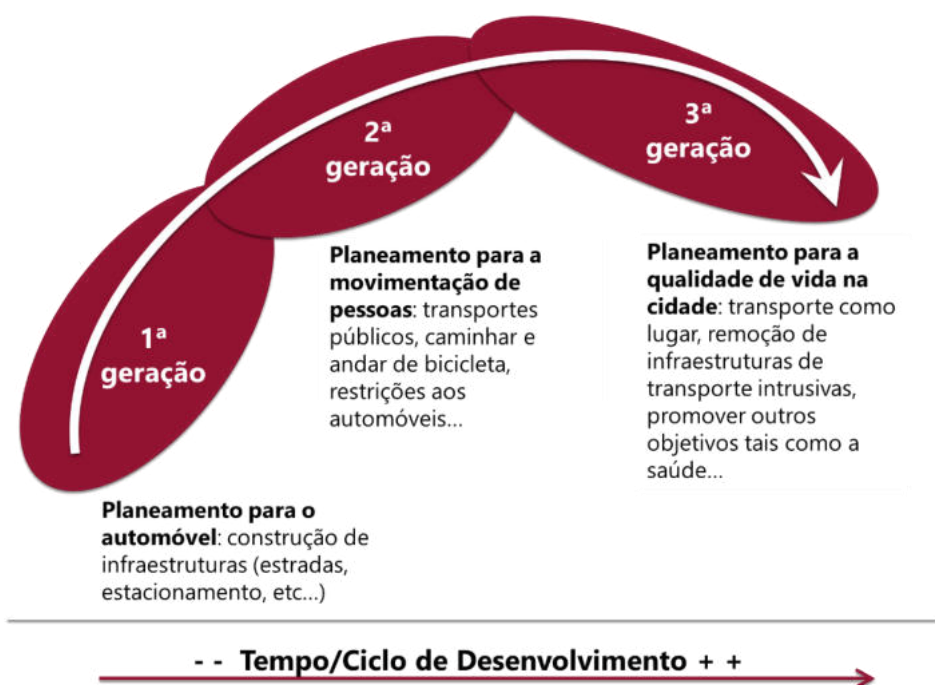 1ª
geração
Planeamento para o
automóvel: construção de
infraestruturas (estradas,
estacionamento, etc...)
2ª
geração
Planeamento para a
movimentação de
pessoas: transportes
públicos, caminhar e
andar de bicicleta,
restrições aos
automóveis...
3ª
geração
Planeamento para a
qualidade de vida na
cidade: transporte como
lugar, remoção de
infraestruturas de
transporte intrusivas,
promover outros
objetivos tais como a
saúde...
- - Tempo/Ciclo de Desenvolvimento + +